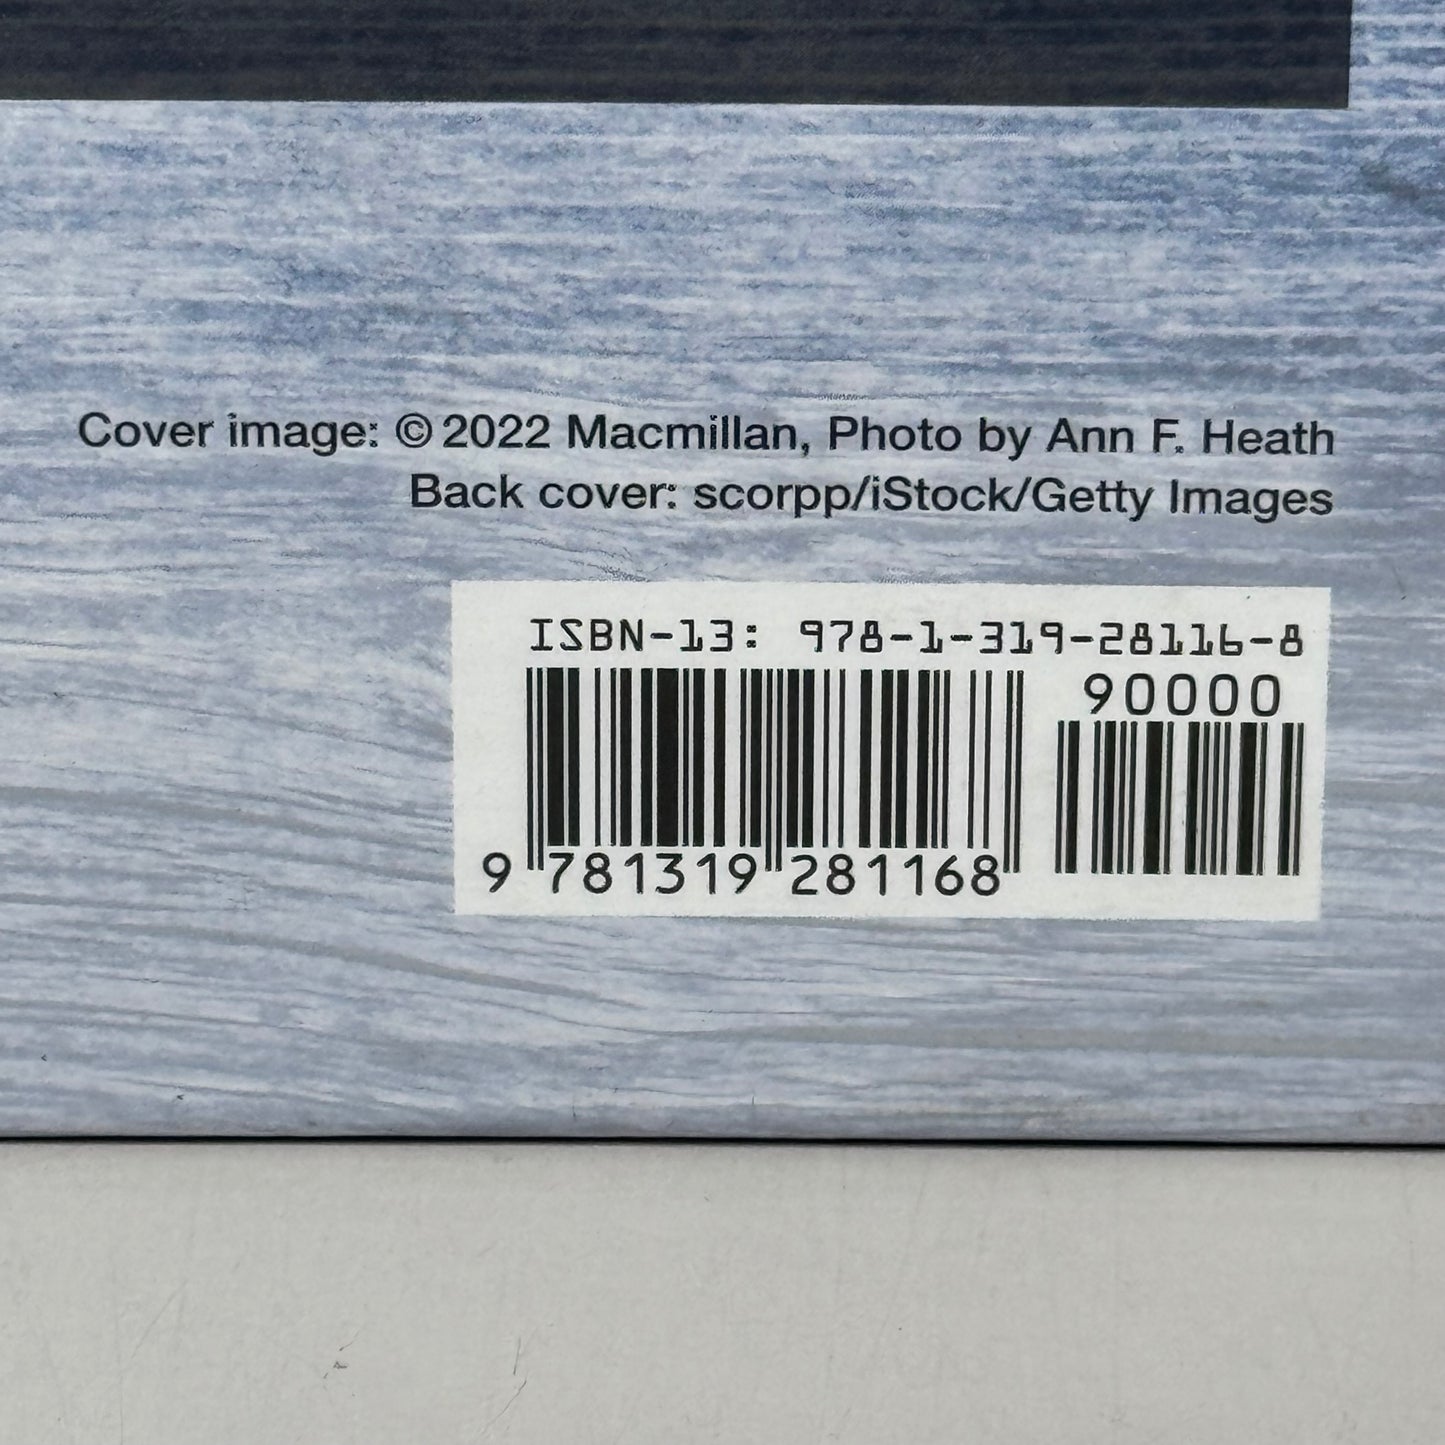 Cover image: © 2022 Macmillan, Photo by Ann F. Heath
Back cover: scorpp/iStock/Getty Images
ISBN-13: 978-1-319-28116-8
90000
9 781319 281168